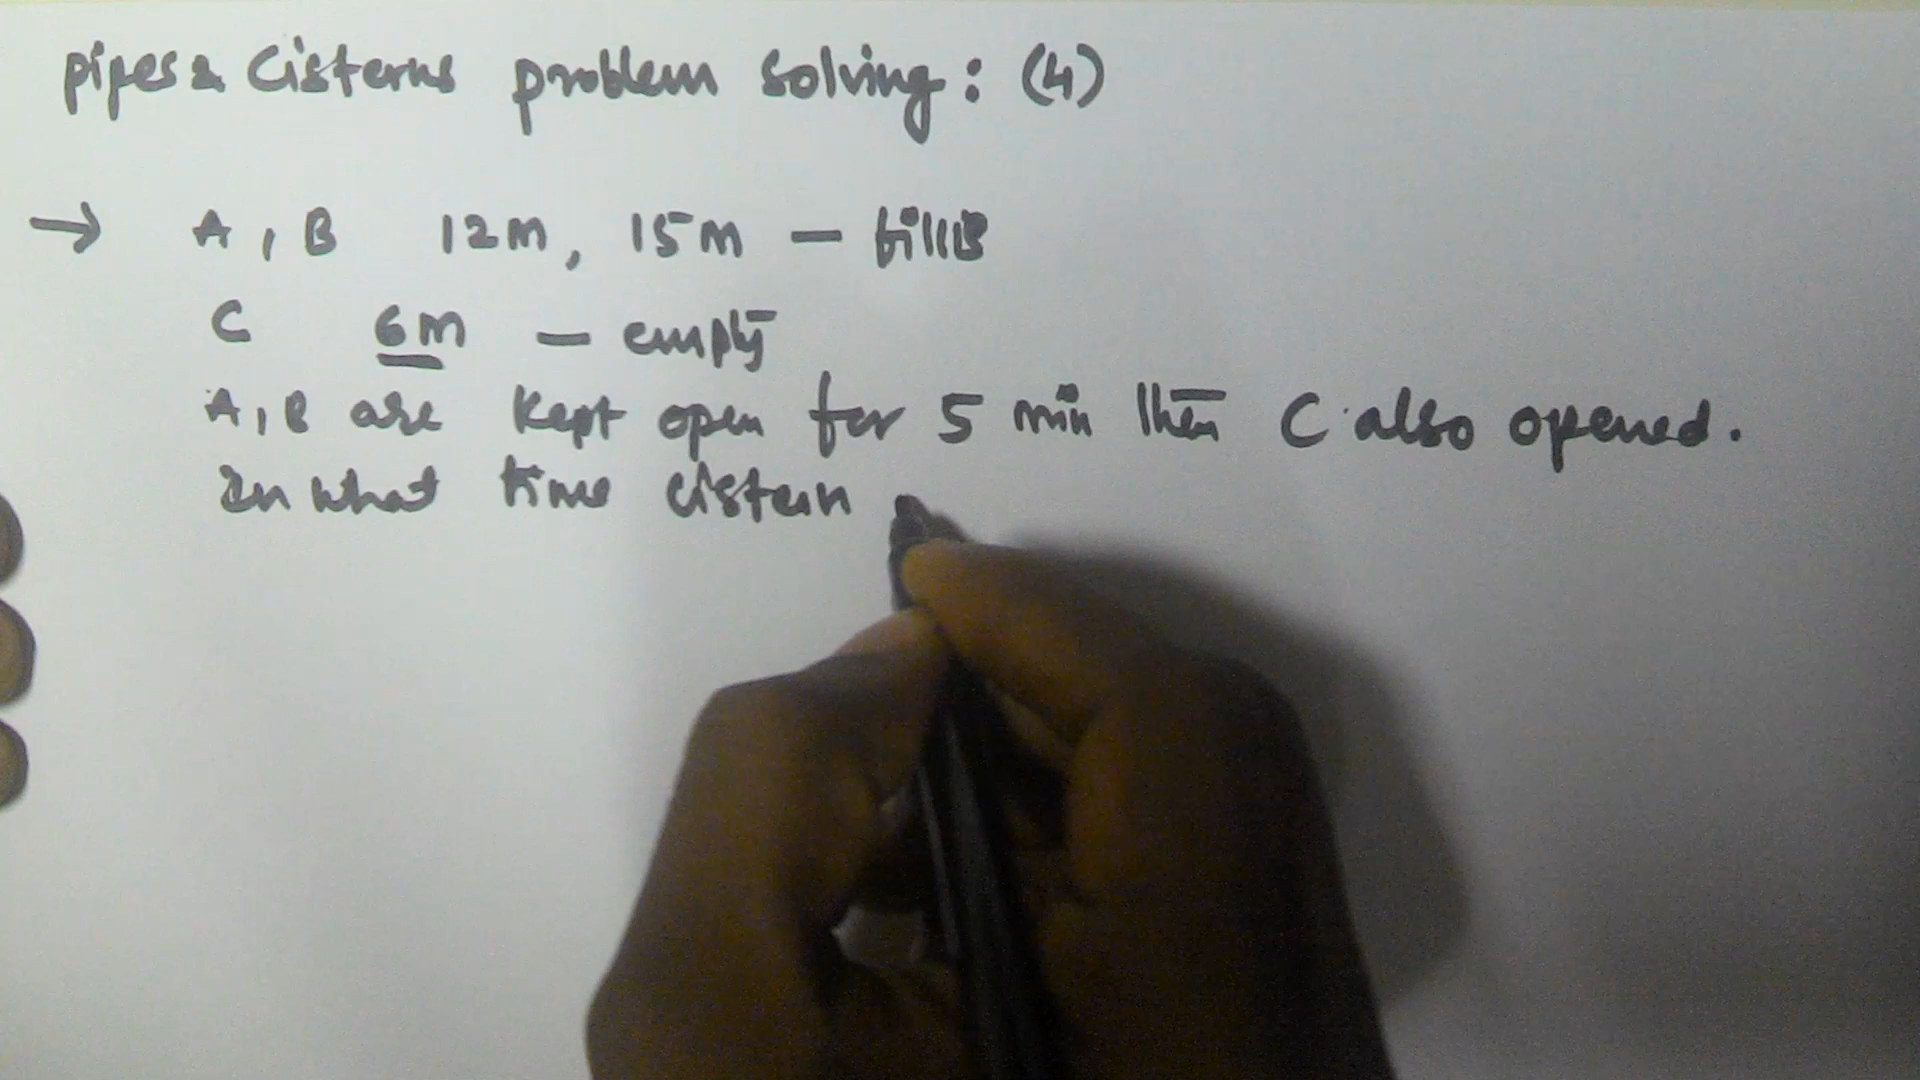 pipes & Cisterns problem solving: (4)
→ A, B 12m, 15m - fills
C 6m - empty
A, B are kept open for 5 min then C also opened.
In what time cistern